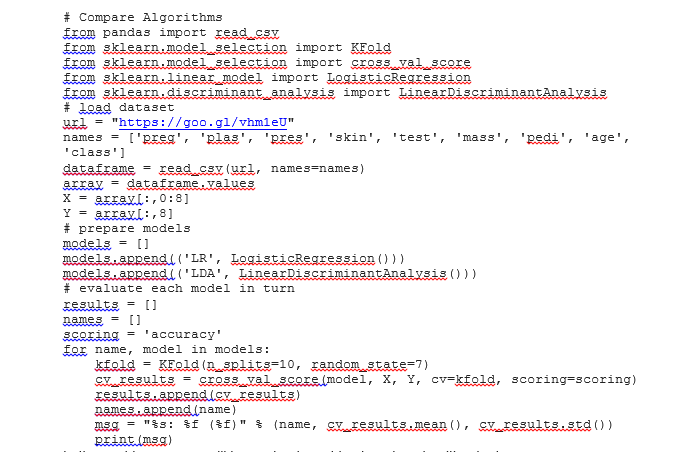 # Compare Algorithms
from pandas import read_csv
from sklearn.model_selection import KFold
from sklearn.model_selection import cross_val_score
from sklearn.linear_model import LogisticRegression
from sklearn.discriminant_analysis import LinearDiscriminantAnalysis
# load dataset
url = "https://goo.gl/vhm1eU"
names = ['preg', 'plas', 'pres', 'skin', 'test', 'mass', 'pedi', 'age',
'class']
dataframe = read_csv(url, names=names)
array = dataframe.values
X = array[:,0:8]
Y = array[:,8]
# prepare models
models = []
models.append(('LR', LogisticRegression()))
models.append(('LDA', LinearDiscriminantAnalysis()))
# evaluate each model in turn
results = []
names = []
scoring = 'accuracy'
for name, model in models:
    kfold = KFold(n_splits=10, random_state=7)
    cv_results = cross_val_score(model, X, Y, cv=kfold, scoring=scoring)
    results.append(cv_results)
    names.append(name)
    msg = "%s: %f (%f)" % (name, cv_results.mean(), cv_results.std())
    print(msg)